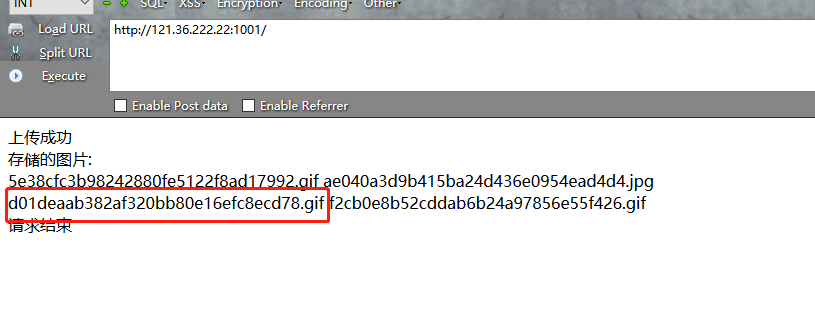 INT SQL XSS Encryption Encoding Other
Load URL http://121.36.222.22:1001/
Split URL
Execute
Enable Post data Enable Referrer
上传成功
存储的图片:
5e38cfc3b98242880fe5122f8ad17992.gif ae040a3d9b415ba24d436e0954ead4d4.jpg
d01deaab382af320bb80e16efc8ecd78.gif f2cb0e8b52cddab6b24a97856e55f426.gif
请求结束